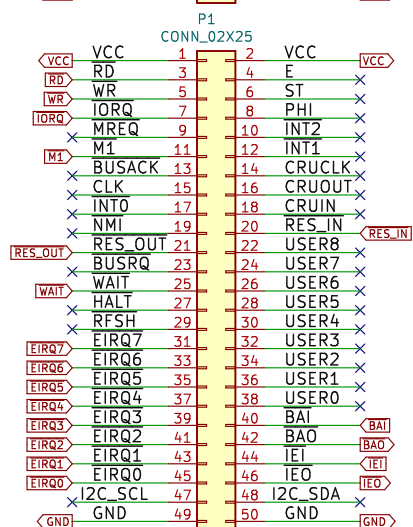 P1
CONN_02X25
VCC VCC 1 2 VCC VCC
RD RD 3 4 E
WR WR 5 6 ST
IORQ IORQ 7 8 PHI
MREQ 9 10 INT2
M1 M1 11 12 INT1
BUSACK 13 14 CRUCLK
CLK 15 16 CRUOUT
INT0 17 18 CRUIN
NMI 19 20 RES_IN RES_IN
RES_OUT RES_OUT 21 22 USER8
BUSRQ 23 24 USER7
WAIT WAIT 25 26 USER6
HALT 27 28 USER5
RFSH 29 30 USER4
EIRQ7 EIRQ7 31 32 USER3
EIRQ6 EIRQ6 33 34 USER2
EIRQ5 EIRQ5 35 36 USER1
EIRQ4 EIRQ4 37 38 USER0
EIRQ3 EIRQ3 39 40 BAI BAI
EIRQ2 EIRQ2 41 42 BAO BAO
EIRQ1 EIRQ1 43 44 IEI IEI
EIRQ0 EIRQ0 45 46 IEO IEO
I2C_SCL 47 48 I2C_SDA
GND GND 49 50 GND GND